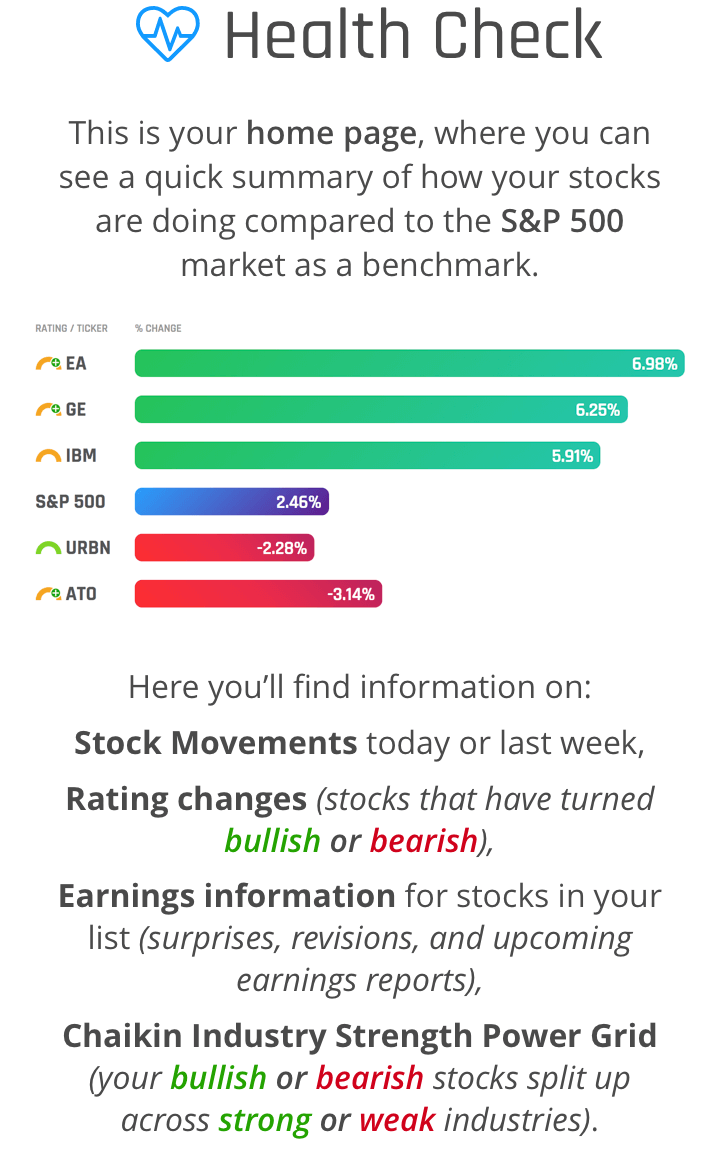 Health Check
This is your home page, where you can
see a quick summary of how your stocks
are doing compared to the S&P 500
market as a benchmark.
RATING / TICKER % CHANGE
EA 6.98%
GE 6.25%
IBM 5.91%
S&P 500 2.46%
URBN -2.28%
ATO -3.14%
Here you’ll find information on:
Stock Movements today or last week,
Rating changes (stocks that have turned
bullish or bearish),
Earnings information for stocks in your
list (surprises, revisions, and upcoming
earnings reports),
Chaikin Industry Strength Power Grid
(your bullish or bearish stocks split up
across strong or weak industries).